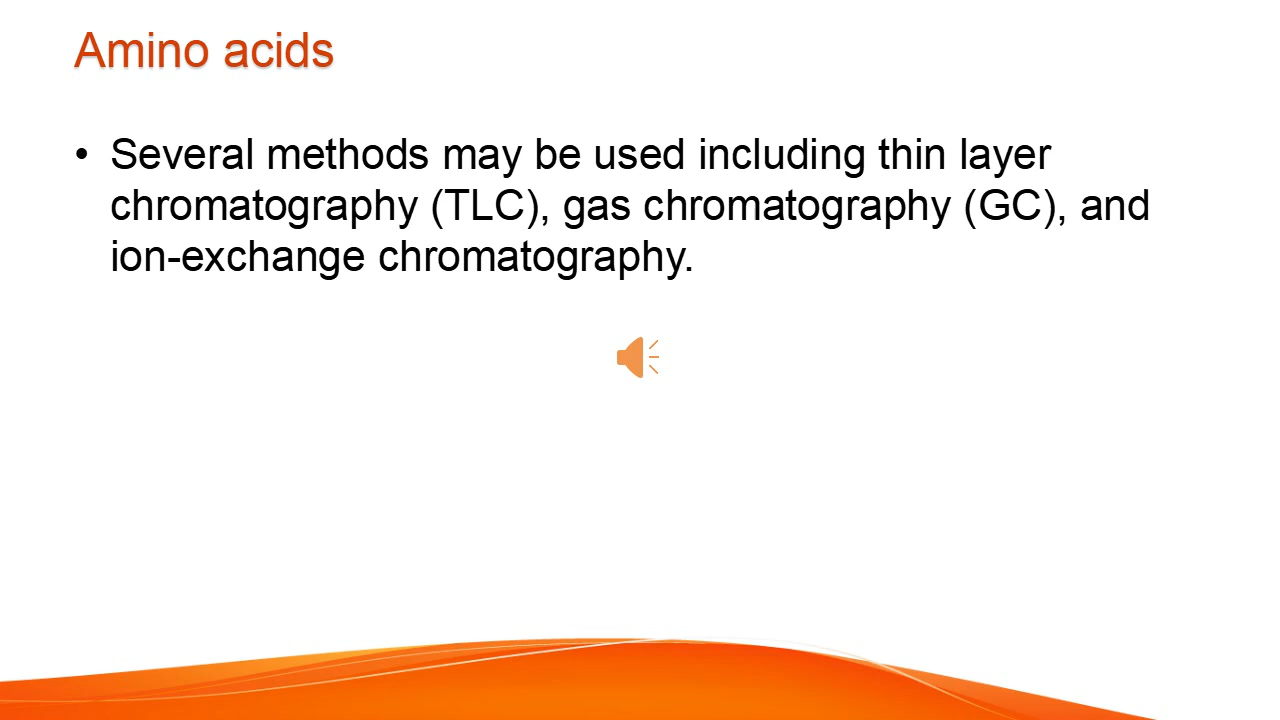 Amino acids
• Several methods may be used including thin layer
chromatography (TLC), gas chromatography (GC), and
ion-exchange chromatography.